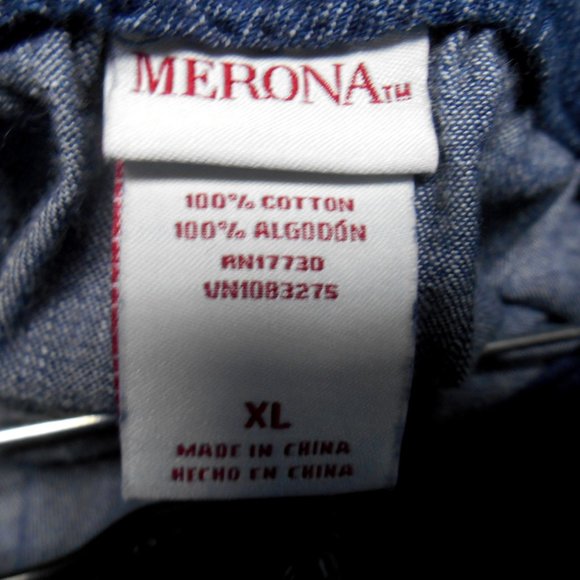 MERONA™
100% COTTON
100% ALGODÓN
RN17730
VN1083275
XL
MADE IN CHINA
HECHO EN CHINA